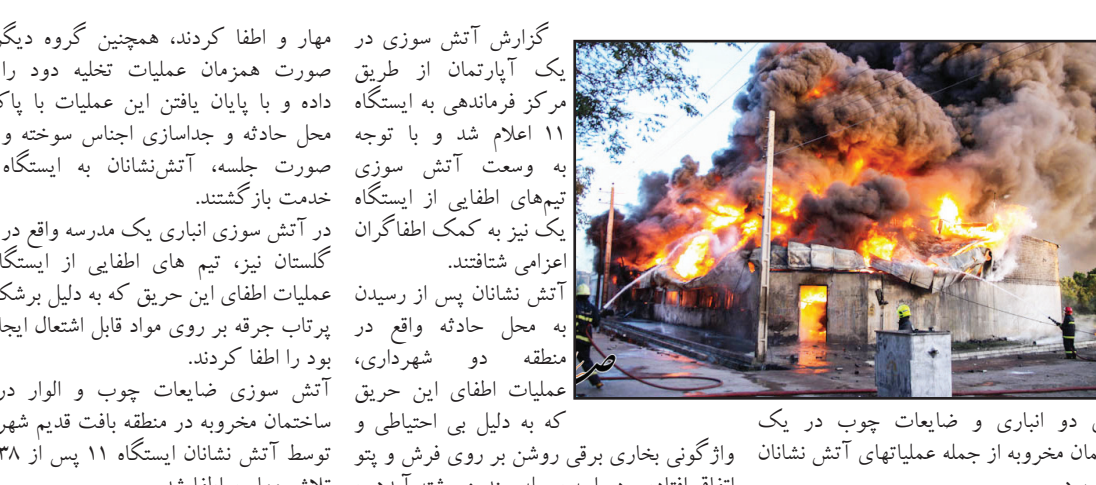 دو انباری و ضایعات چوب در یک
مخروبه از جمله عملیاتهای آتش نشانان
گزارش آتش سوزی در
یک آپارتمان از طریق
مرکز فرماندهی به ایستگاه
۱۱ اعلام شد و با توجه
به وسعت آتش سوزی
تیم‌های اطفایی از ایستگاه
یک نیز به کمک اطفاگران
اعزامی شتافتند.
آتش نشانان پس از رسیدن
به محل حادثه واقع در
منطقه دو شهرداری،
عملیات اطفای این حریق
که به دلیل بی احتیاطی و
واژگونی بخاری برقی روشن بر روی فرش و پتو
مهار و اطفا کردند، همچنین گروه
صورت همزمان عملیات تخلیه دود را
داده و با پایان یافتن این عملیات با
محل حادثه و جداسازی اجناس سوخته و
صورت جلسه، آتش‌نشانان به ایستگاه
خدمت بازگشتند.
در آتش سوزی انباری یک مدرسه واقع در
گلستان نیز، تیم های اطفایی از
عملیات اطفای این حریق که به دلیل
پرتاب جرقه بر روی مواد قابل اشتعال
بود را اطفا کردند.
آتش سوزی ضایعات چوب و الوار در
ساختمان مخروبه در منطقه بافت قدیم
توسط آتش نشانان ایستگاه ۱۱ پس از ۳۸